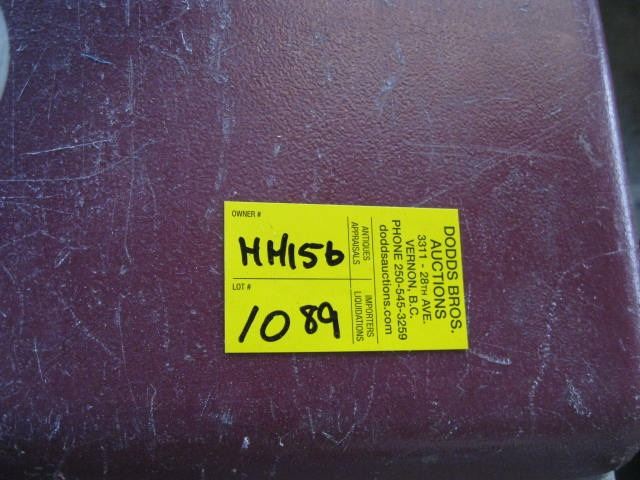 OWNER #
HH156
LOT #
1089
ANTIQUES
APPRAISALS
IMPORTERS
LIQUIDATIONS
DODDS BROS.
AUCTIONS
3311 - 28TH AVE.
VERNON, B.C.
PHONE 250-545-3259
doddsauctions.com